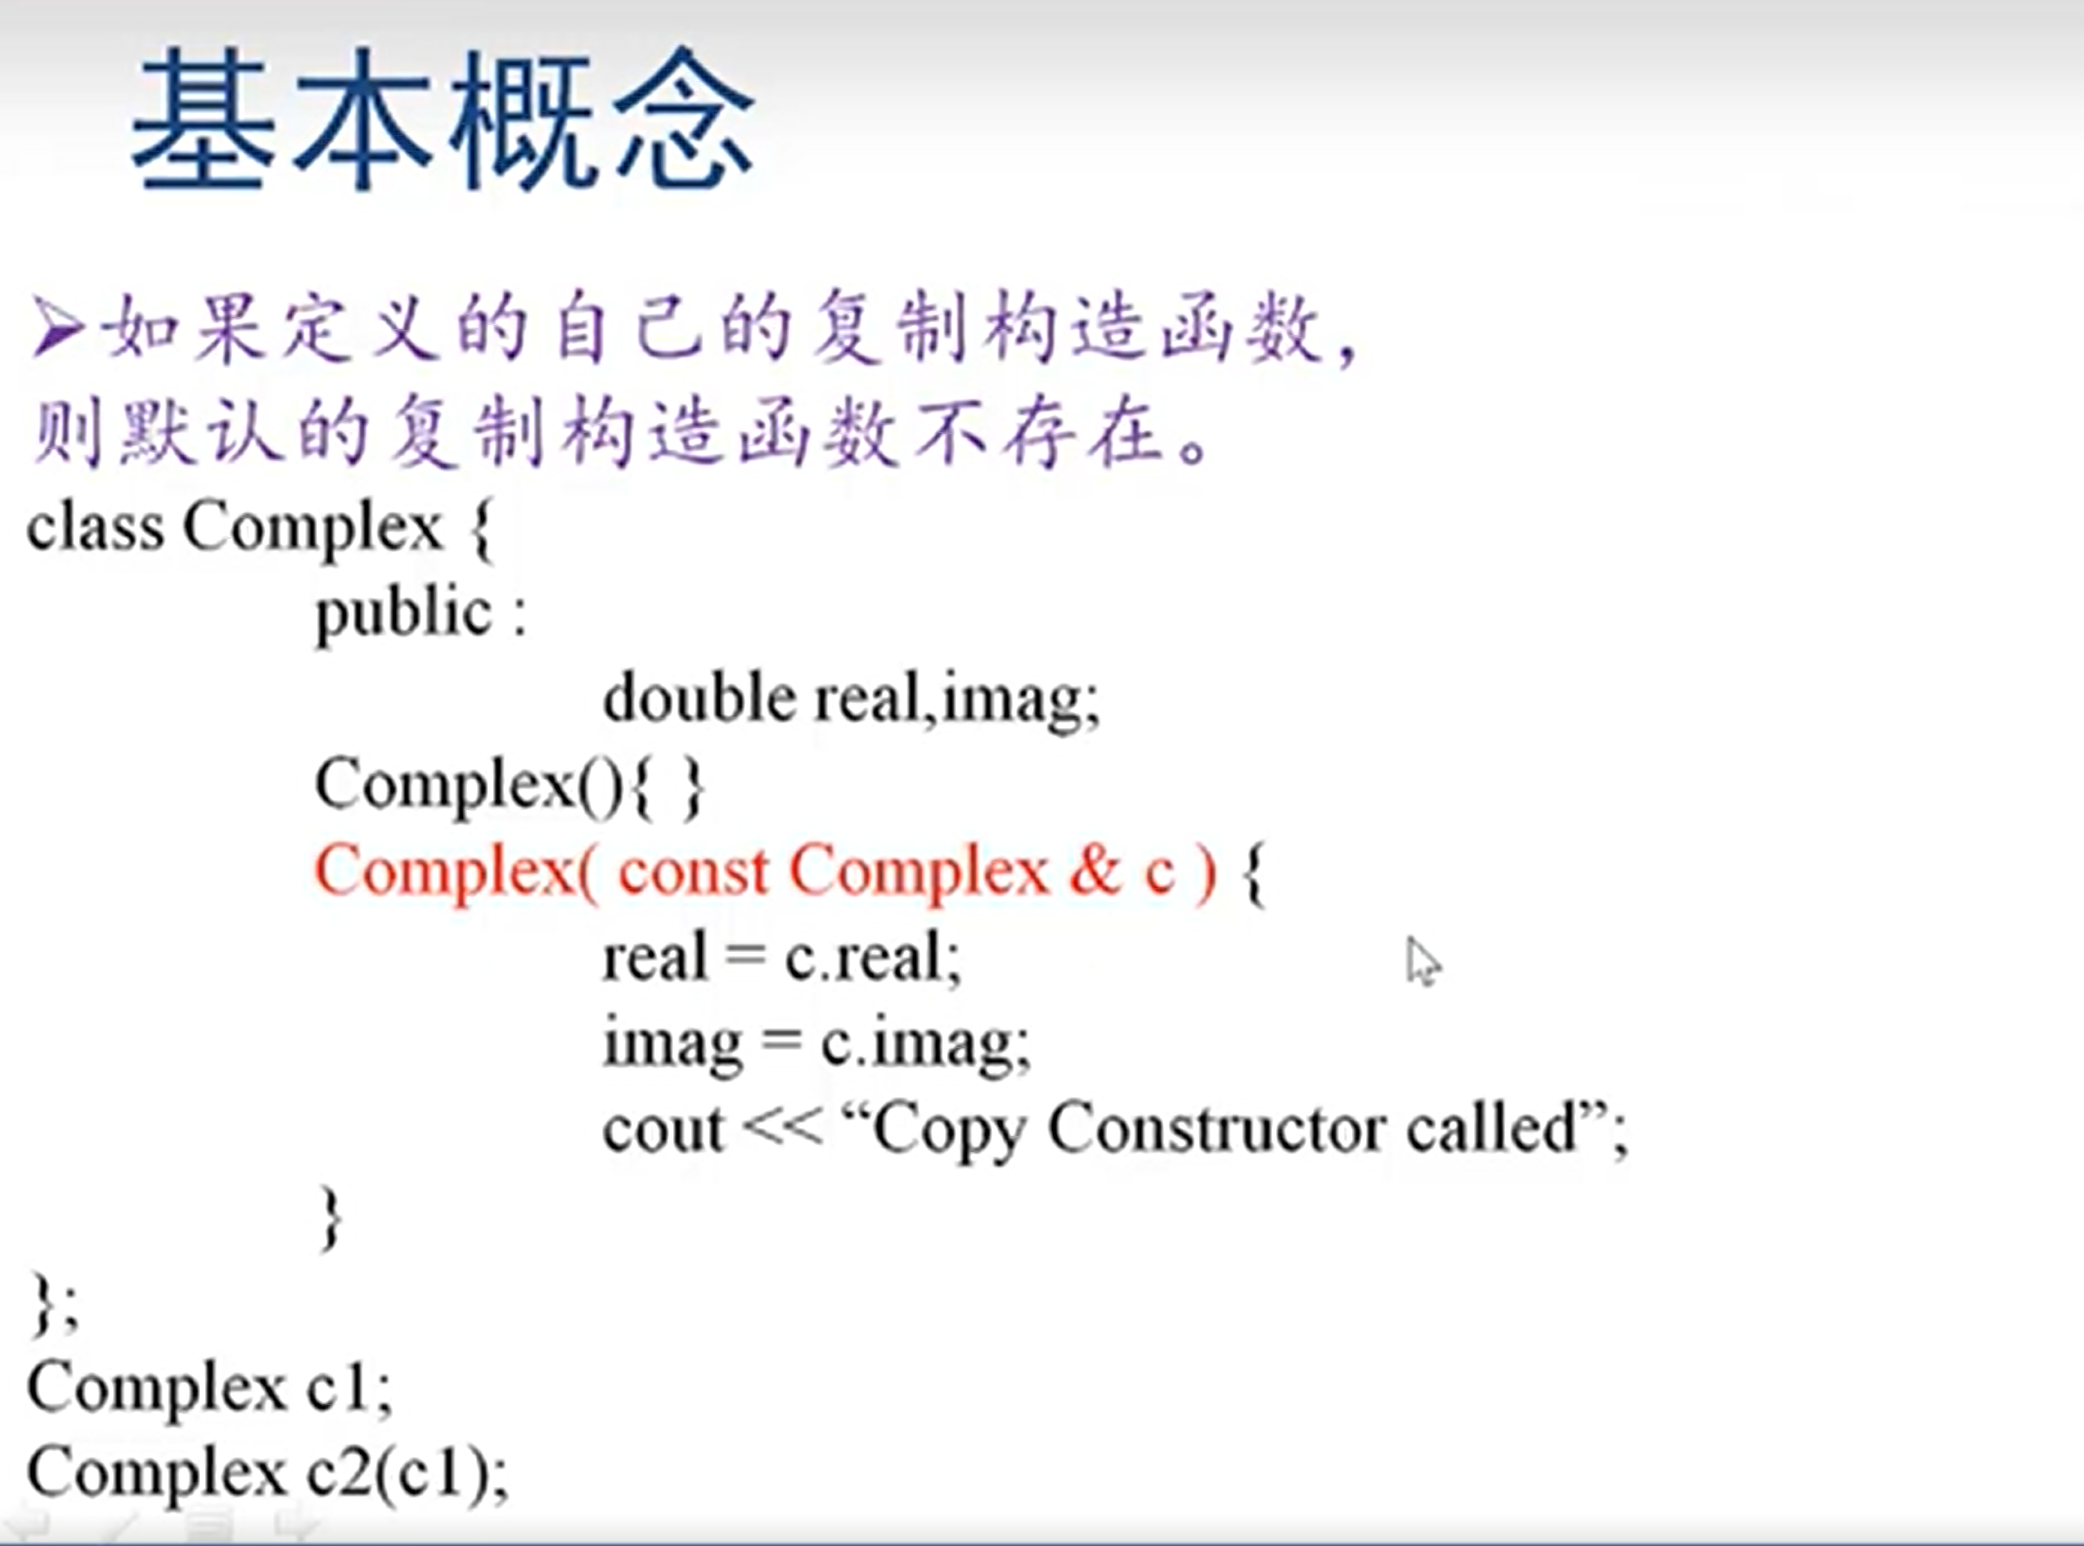 基本概念
➢如果定义的自己的复制构造函数,
则默认的复制构造函数不存在。
class Complex {
public :
double real,imag;
Complex(){ }
Complex( const Complex & c ) {
real = c.real;
imag = c.imag;
cout << “Copy Constructor called”;
}
};
Complex c1;
Complex c2(c1);